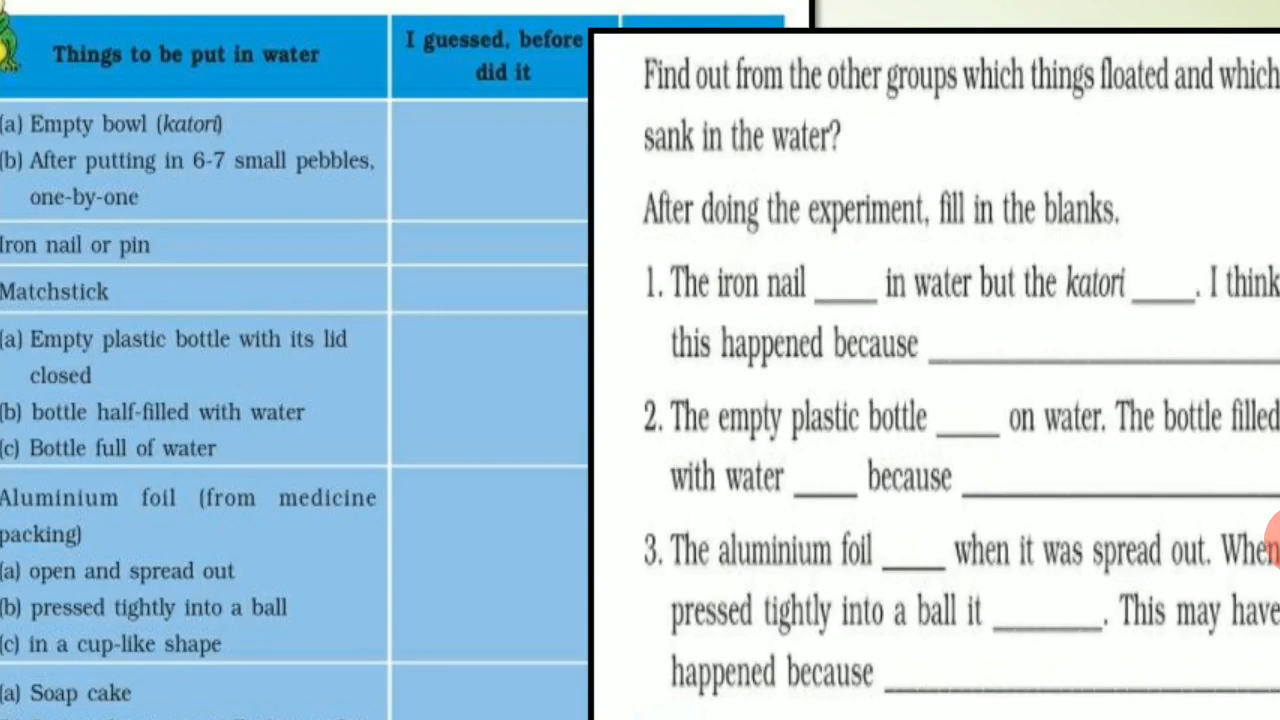 Things to be put in water
I guessed, before
did it
(a) Empty bowl (katori)
(b) After putting in 6-7 small pebbles,
one-by-one
Iron nail or pin
Matchstick
(a) Empty plastic bottle with its lid
closed
(b) bottle half-filled with water
(c) Bottle full of water
Aluminium foil (from medicine
packing)
(a) open and spread out
(b) pressed tightly into a ball
(c) in a cup-like shape
(a) Soap cake
Find out from the other groups which things floated and which
sank in the water?
After doing the experiment, fill in the blanks.
1. The iron nail ____ in water but the katori ____. I think
this happened because ____
2. The empty plastic bottle ____ on water. The bottle filled
with water ____ because ____
3. The aluminium foil ____ when it was spread out. When
pressed tightly into a ball it ____. This may have
happened because ____